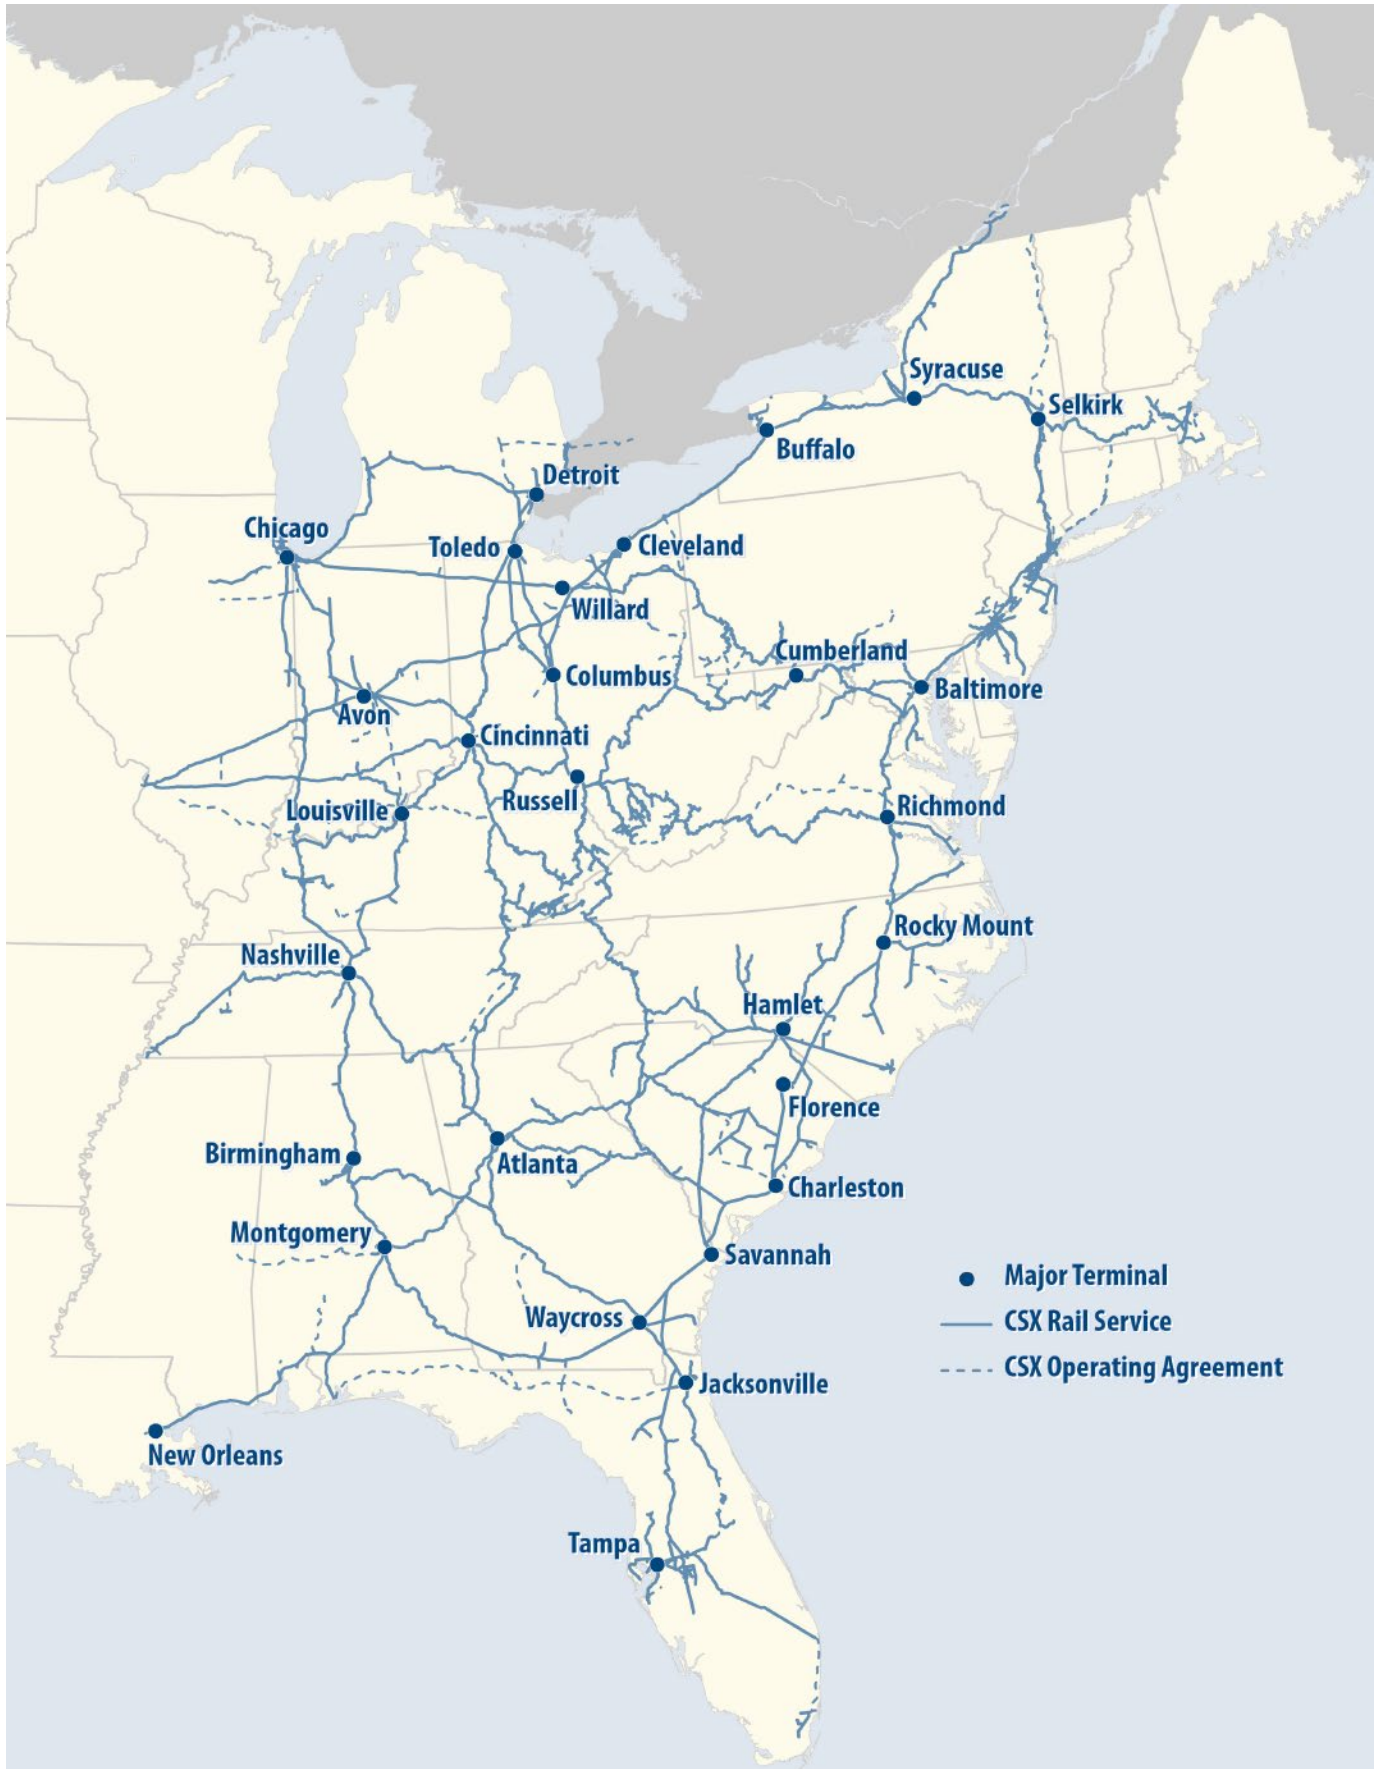 Syracuse
Selkirk
Buffalo
Detroit
Chicago
Toledo
Cleveland
Willard
Cumberland
Columbus
Baltimore
Avon
Cincinnati
Russell
Richmond
Louisville
Rocky Mount
Nashville
Hamlet
Florence
Birmingham
Atlanta
Charleston
Montgomery
Savannah
Major Terminal
Waycross
CSX Rail Service
CSX Operating Agreement
Jacksonville
New Orleans
Tampa